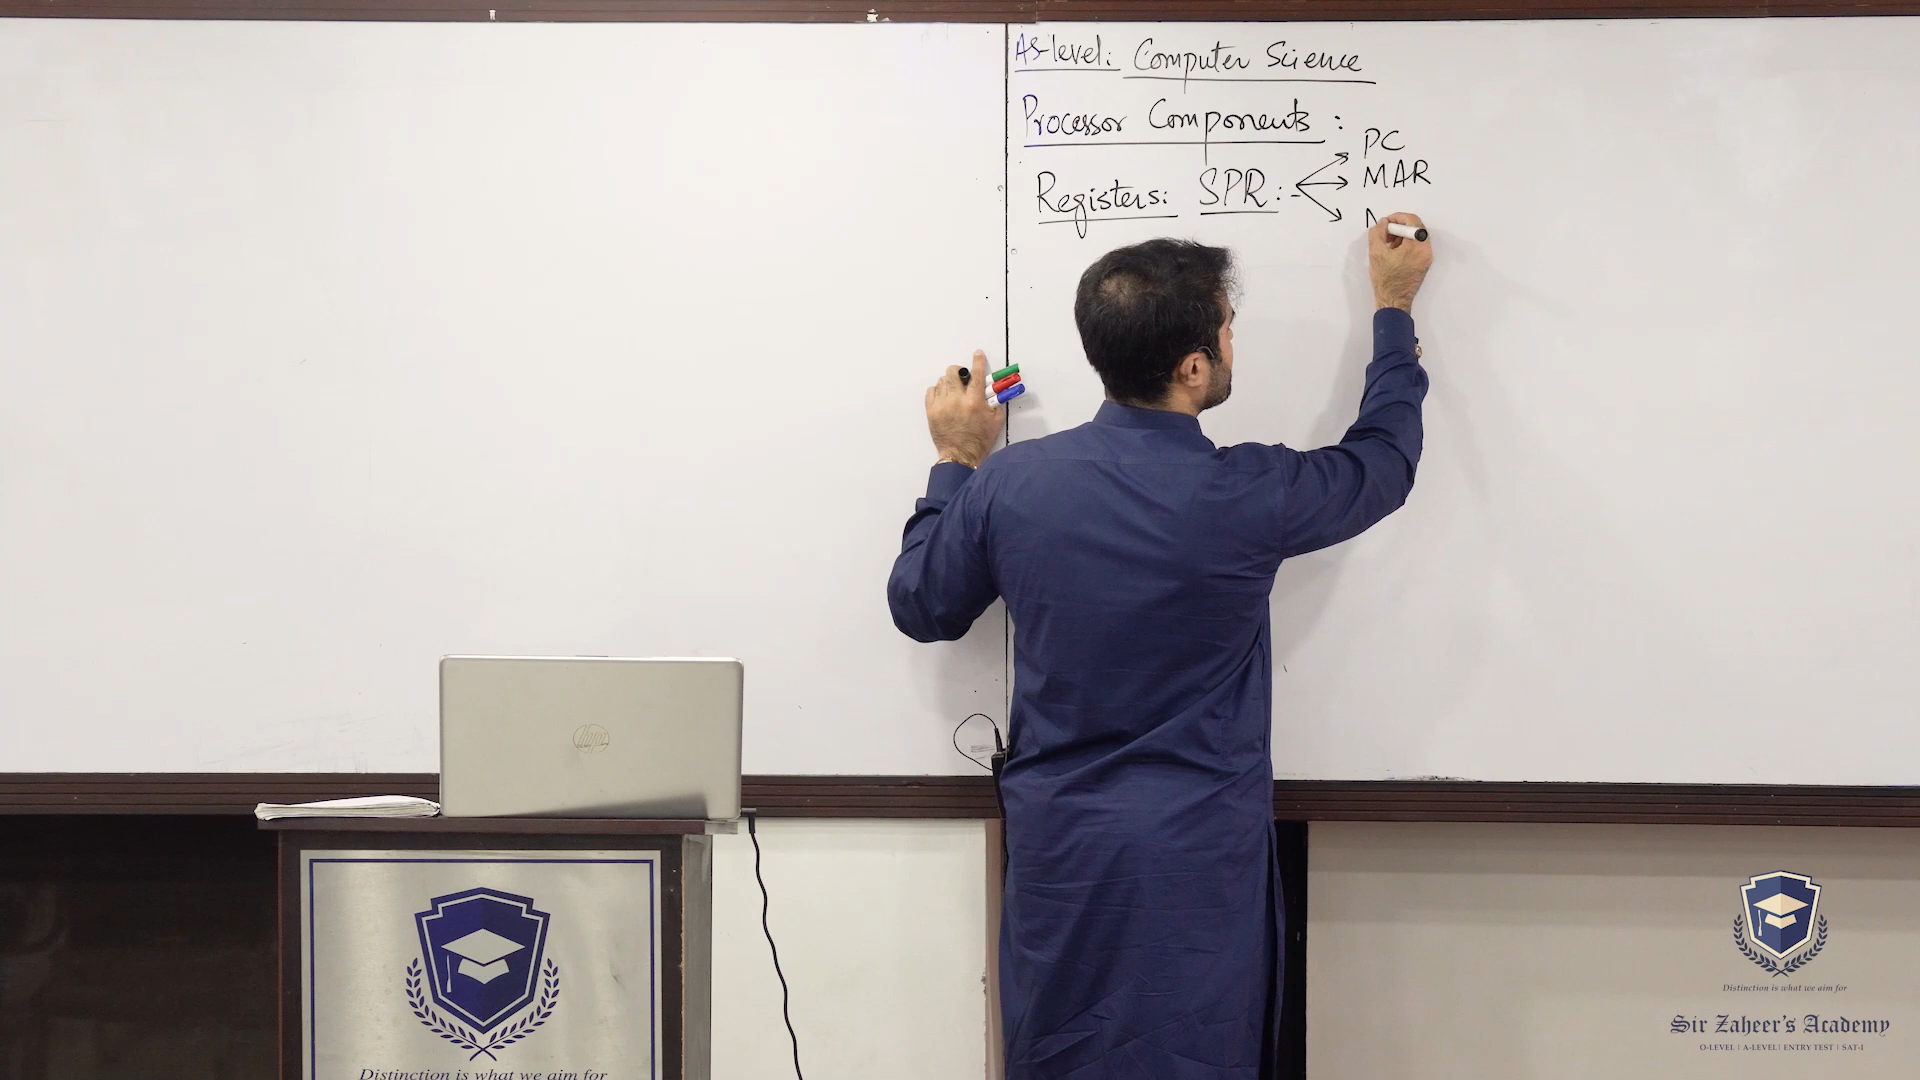 As-level: Computer Science
Processor Components:
Registers: SPR:-
PC
MAR
hp
Distinction is what we aim for
Distinction is what we aim for
Sir Zaheer's Academy
O-LEVEL | A-LEVEL | ENTRY TEST | SAT-I